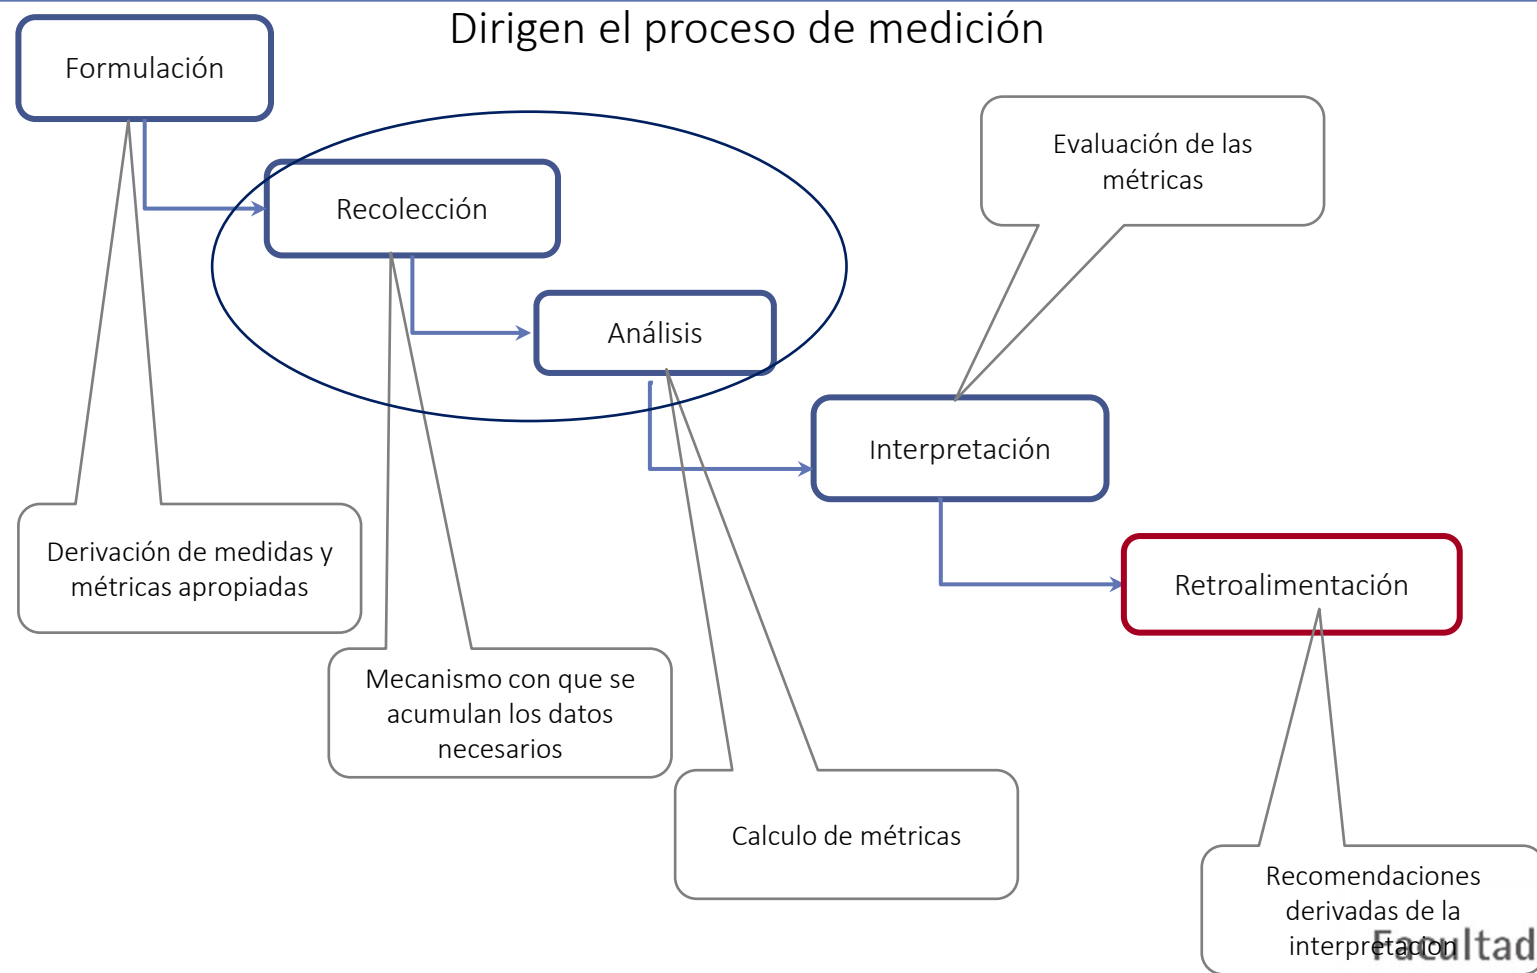 Dirigen el proceso de medición
Formulación
Recolección
Análisis
Interpretación
Retroalimentación
Evaluación de las
métricas
Derivación de medidas y
métricas apropiadas
Mecanismo con que se
acumulan los datos
necesarios
Calculo de métricas
Recomendaciones
derivadas de la
interpretacion
Facultad